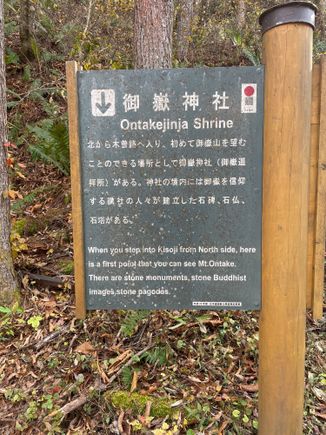 御嶽神社
Ontakejinja Shrine
北から木曽路へ入り、初めて御嶽山を望む
ことのできる場所として御嶽神社（御嶽遥
拝所）がある。神社の境内には御嶽を信仰
する講社の人々が建立した石碑、石仏、
石塔がある。
When you step into Kisoji from North side, here
is a first point that you can see Mt.Ontake.
There are stone monuments, stone Buddhist
images, stone pagodas.